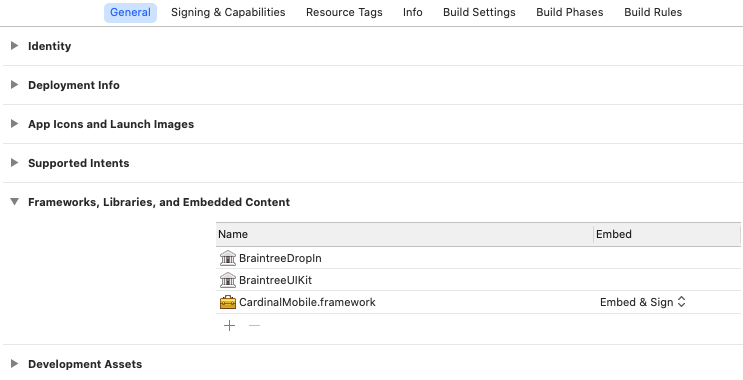 General Signing & Capabilities Resource Tags Info Build Settings Build Phases Build Rules
Identity
Deployment Info
App Icons and Launch Images
Supported Intents
Frameworks, Libraries, and Embedded Content
Name Embed
BraintreeDropIn
BraintreeUIKit
CardinalMobile.framework Embed & Sign
Development Assets